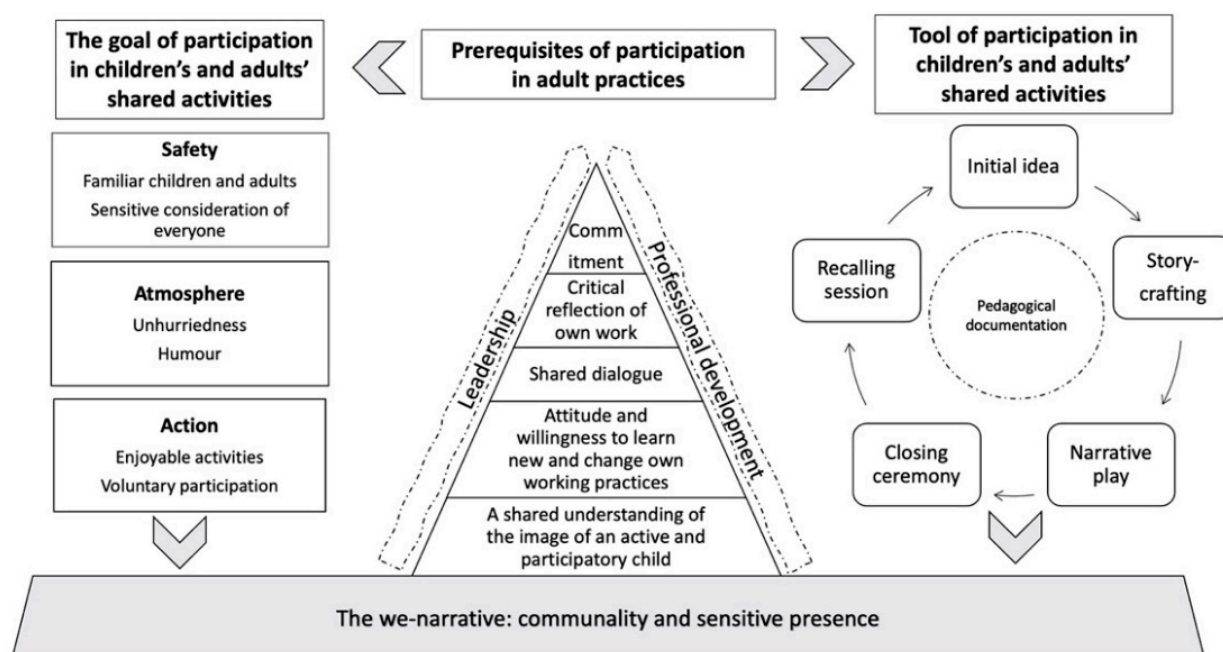 The goal of participation
in children's and adults'
shared activities
Safety
Familiar children and adults
Sensitive consideration of
everyone
Atmosphere
Unhurriedness
Humour
Action
Enjoyable activities
Voluntary participation
Prerequisites of participation
in adult practices
Leadership
Professional development
Comm
itment
Critical
reflection of
own work
Shared dialogue
Attitude and
willingness to learn
new and change own
working practices
A shared understanding of
the image of an active and
participatory child
Tool of participation in
children's and adults'
shared activities
Initial idea
Story-
crafting
Narrative
play
Closing
ceremony
Recalling
session
Pedagogical
documentation
The we-narrative: communality and sensitive presence